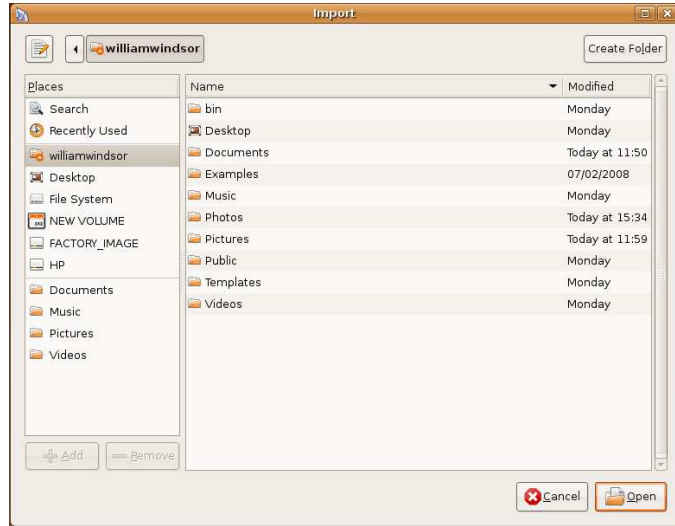 Import
williamwindsor
Create Folder
Places
Search
Recently Used
williamwindsor
Desktop
File System
NEW VOLUME
FACTORY_IMAGE
HP
Documents
Music
Pictures
Videos
Add
Remove
Name Modified
bin Monday
Desktop Monday
Documents Today at 11:50
Examples 07/02/2008
Music Monday
Photos Today at 15:34
Pictures Today at 11:59
Public Monday
Templates Monday
Videos Monday
Cancel
Open